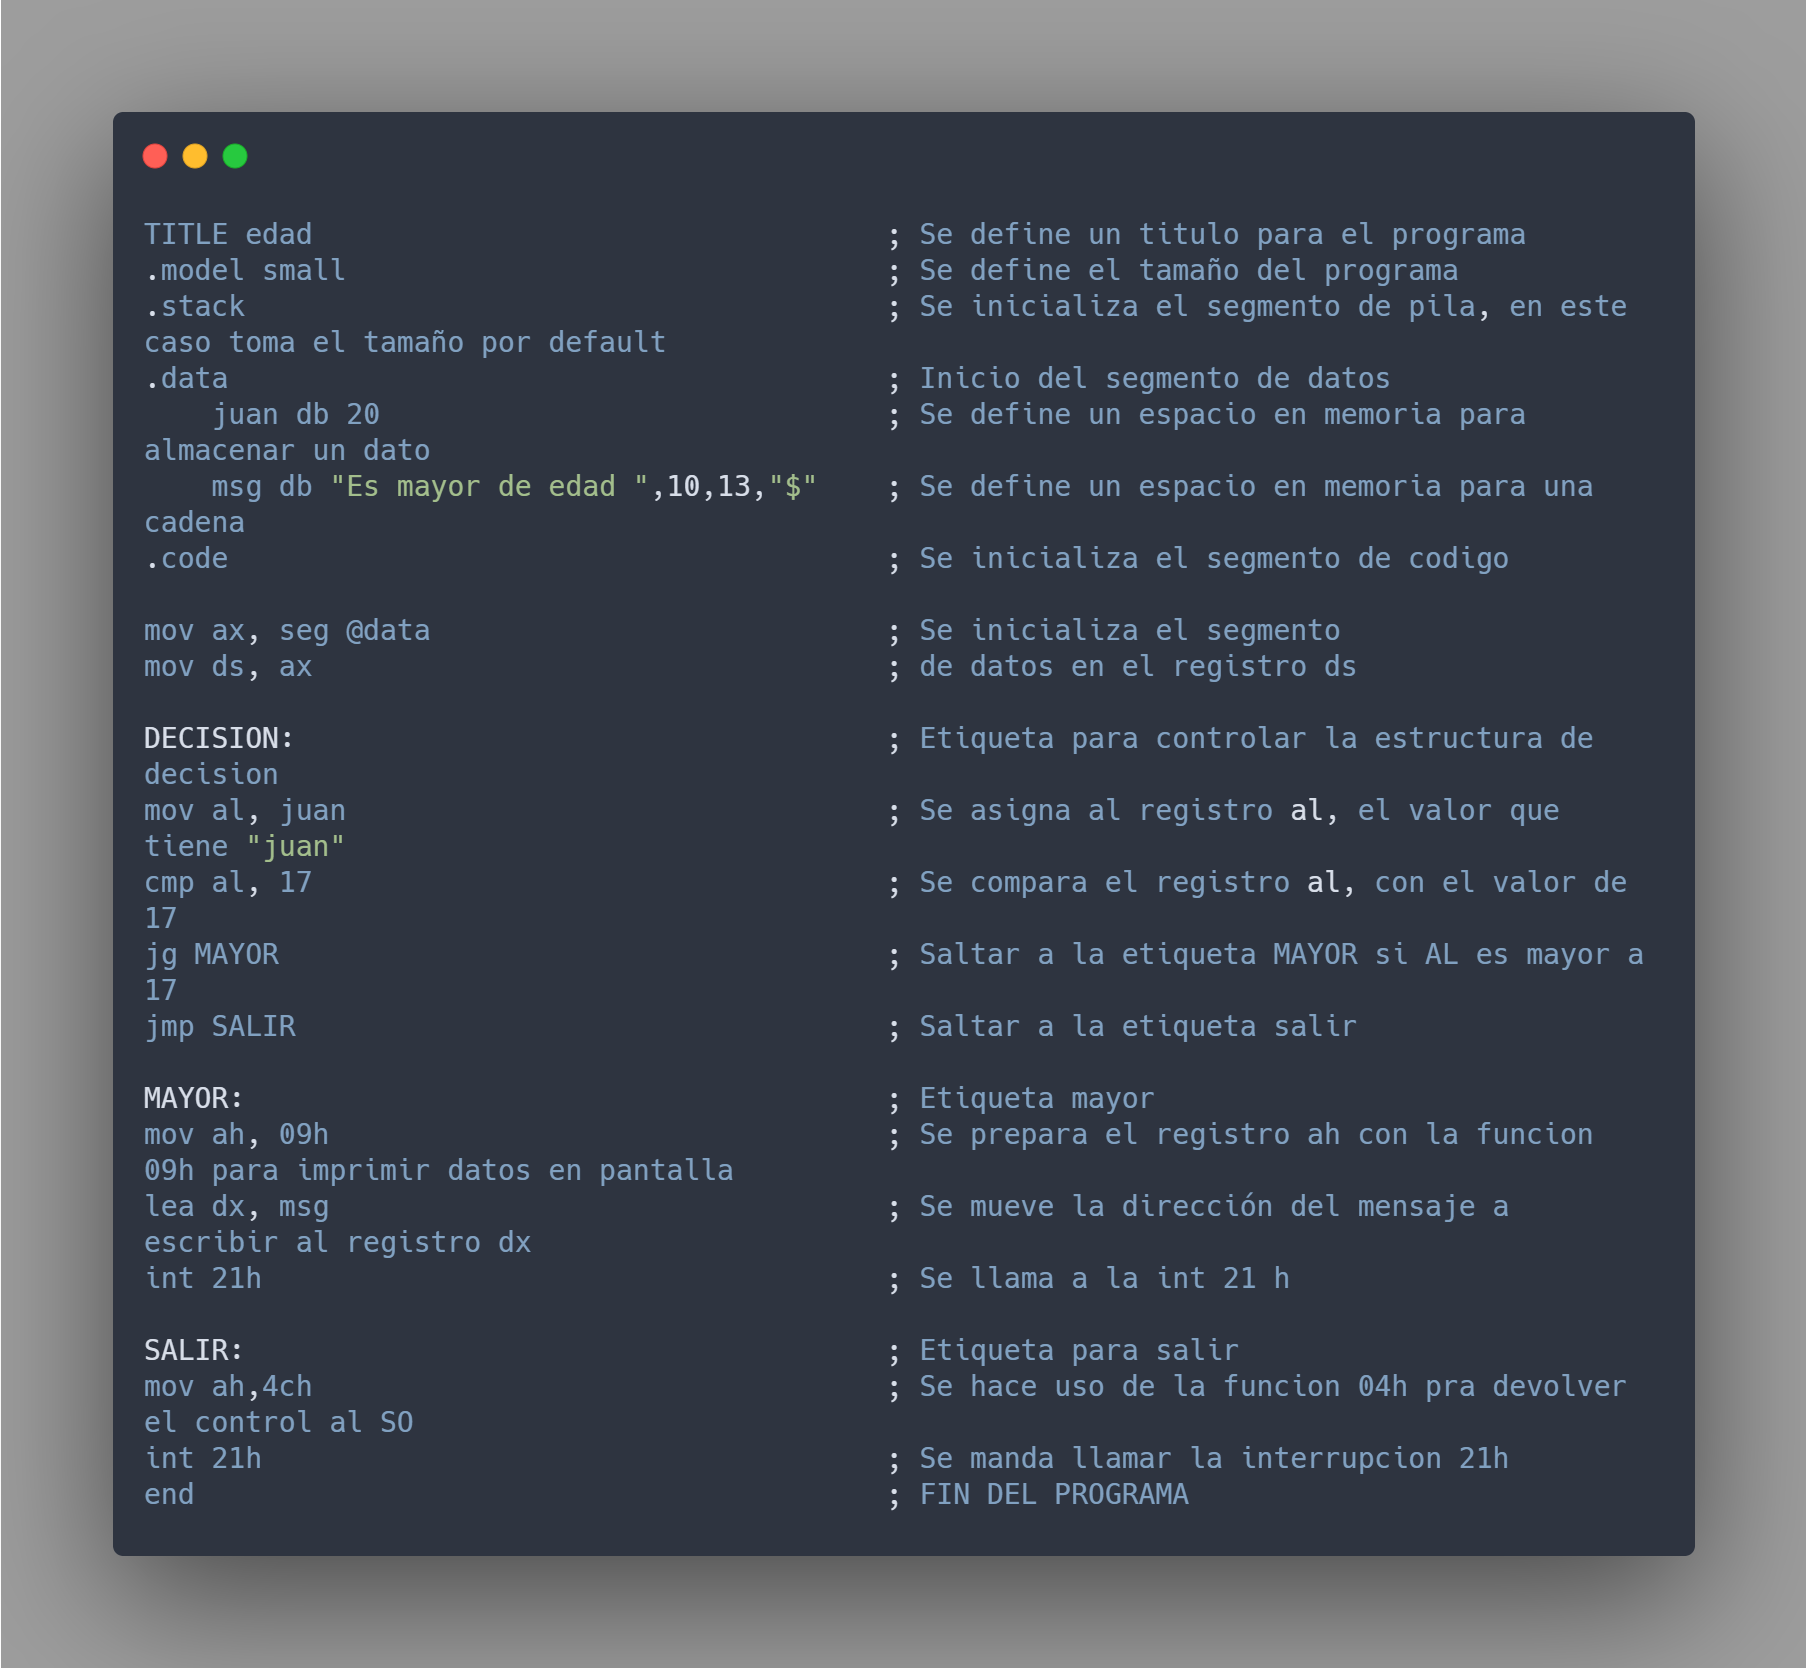 TITLE edad ; Se define un titulo para el programa
.model small ; Se define el tamaño del programa
.stack ; Se inicializa el segmento de pila, en este
caso toma el tamaño por default
.data ; Inicio del segmento de datos
juan db 20 ; Se define un espacio en memoria para
almacenar un dato
msg db "Es mayor de edad ",10,13,"$" ; Se define un espacio en memoria para una
cadena
.code ; Se inicializa el segmento de codigo
mov ax, seg @data ; Se inicializa el segmento
mov ds, ax ; de datos en el registro ds
DECISION: ; Etiqueta para controlar la estructura de
decision
mov al, juan ; Se asigna al registro al, el valor que
tiene "juan"
cmp al, 17 ; Se compara el registro al, con el valor de
17
jg MAYOR ; Saltar a la etiqueta MAYOR si AL es mayor a
17
jmp SALIR ; Saltar a la etiqueta salir
MAYOR: ; Etiqueta mayor
mov ah, 09h ; Se prepara el registro ah con la funcion
09h para imprimir datos en pantalla
lea dx, msg ; Se mueve la dirección del mensaje a
escribir al registro dx
int 21h ; Se llama a la int 21 h
SALIR: ; Etiqueta para salir
mov ah,4ch ; Se hace uso de la funcion 04h pra devolver
el control al SO
int 21h ; Se manda llamar la interrupcion 21h
end ; FIN DEL PROGRAMA